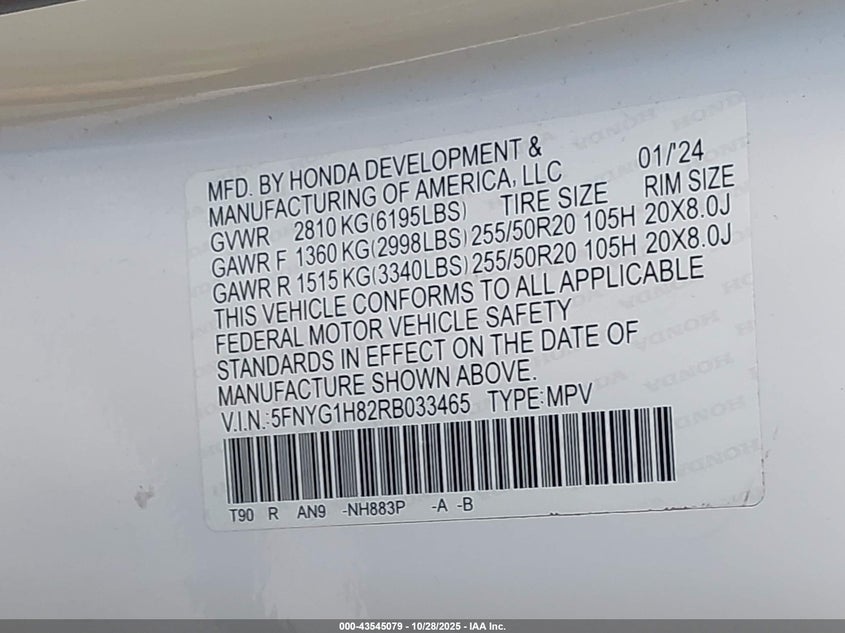 MFD. BY HONDA DEVELOPMENT &
MANUFACTURING OF AMERICA, LLC 01/'24
GVWR 2810 KG(6195LBS) TIRE SIZE RIM SIZE
GAWR F 1360 KG(2998LBS) 255/50R20 105H 20X8.0J
GAWR R 1515 KG(3340LBS) 255/50R20 105H 20X8.0J
THIS VEHICLE CONFORMS TO ALL APPLICABLE
FEDERAL MOTOR VEHICLE SAFETY
STANDARDS IN EFFECT ON THE DATE OF
MANUFACTURE SHOWN ABOVE.
V.I.N.:5FNYG1H82RB033465 TYPE:MPV
T90 R AN9 -NH883P -A -B
000-43545079 - 10/28/2025 - IAA Inc.